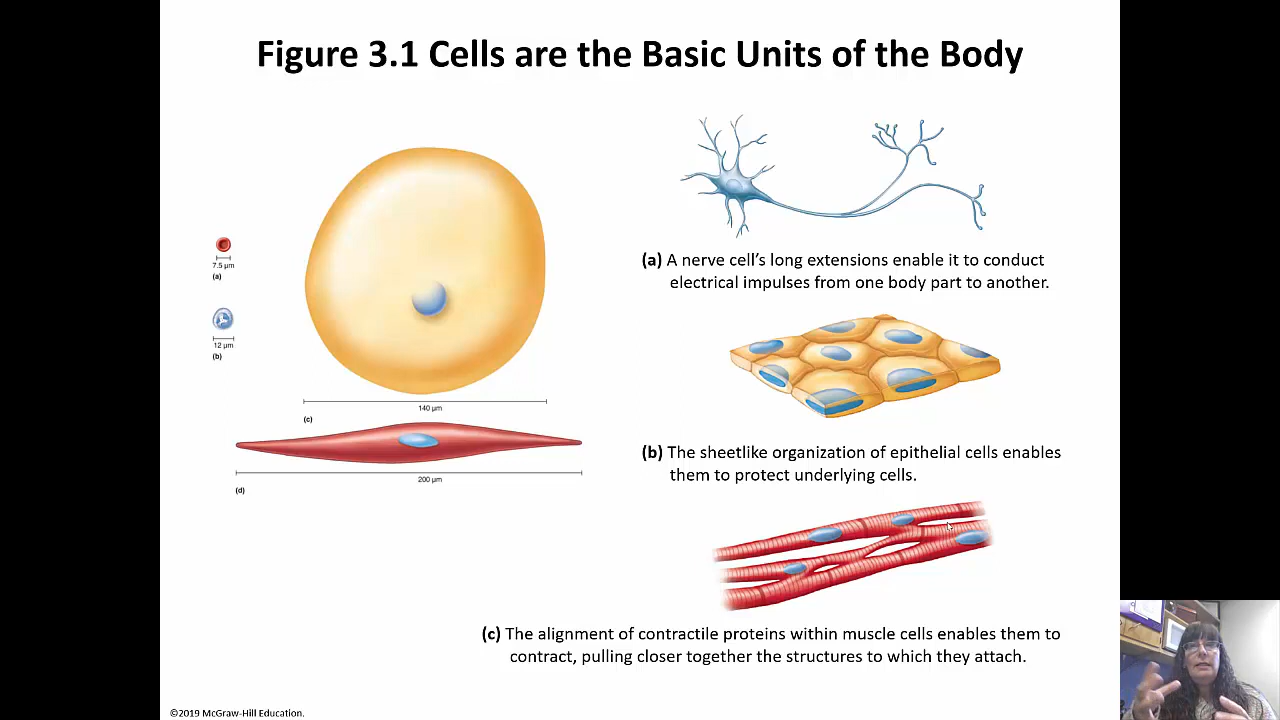 Figure 3.1 Cells are the Basic Units of the Body
7.5 µm
(a)
12 µm
(b)
140 µm
(c)
200 µm
(d)
(a) A nerve cell’s long extensions enable it to conduct
electrical impulses from one body part to another.
(b) The sheetlike organization of epithelial cells enables
them to protect underlying cells.
(c) The alignment of contractile proteins within muscle cells enables them to
contract, pulling closer together the structures to which they attach.
©2019 McGraw-Hill Education.